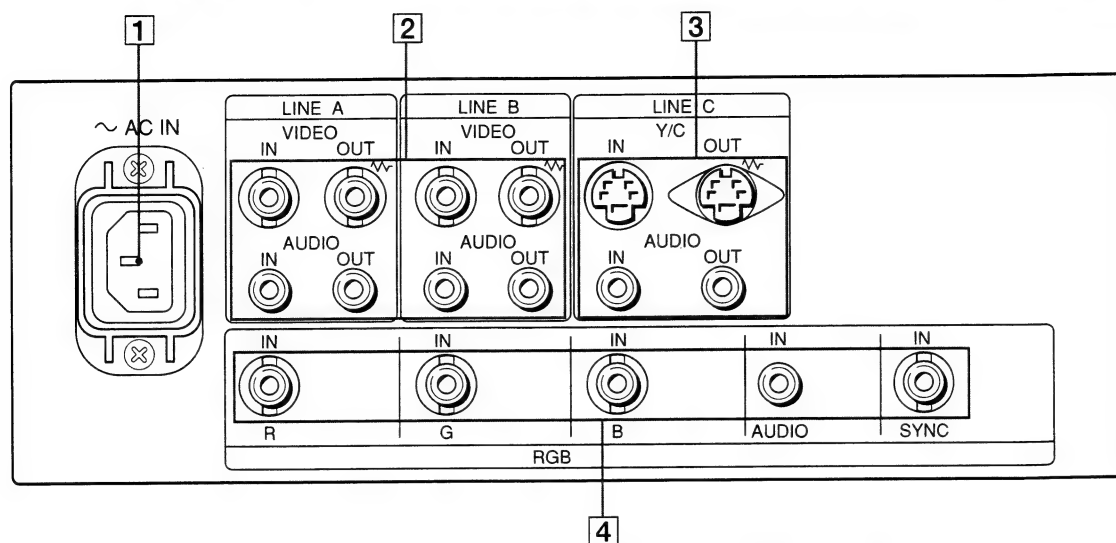 1
2
3
~ AC IN
LINE A
LINE B
LINE C
VIDEO
VIDEO
Y/C
IN OUT
IN OUT
IN OUT
AUDIO
AUDIO
AUDIO
IN OUT
IN OUT
IN OUT
IN IN IN IN IN
R G B AUDIO SYNC
RGB
4